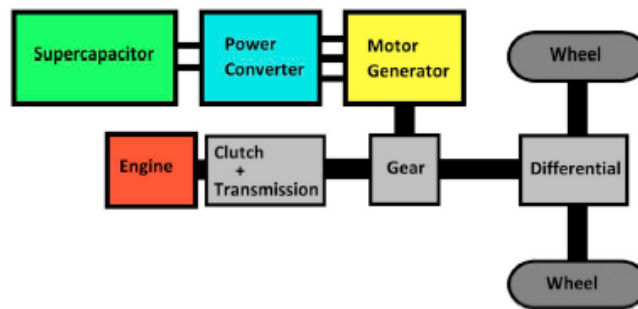 Supercapacitor
Power
Converter
Motor
Generator
Wheel
Engine
Clutch
+
Transmission
Gear
Differential
Wheel